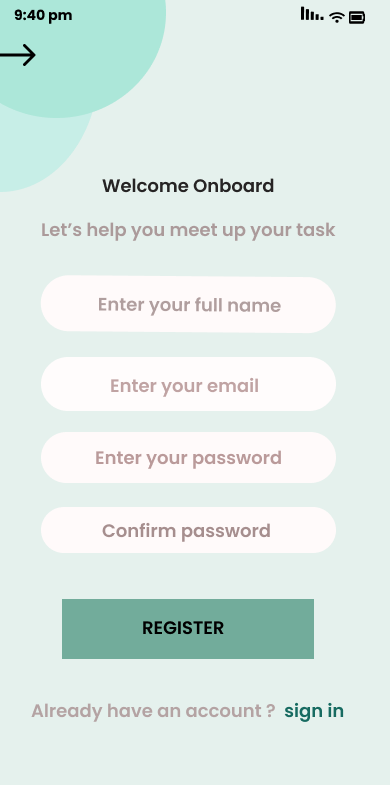 9:40 pm
Welcome Onboard
Let’s help you meet up your task
Enter your full name
Enter your email
Enter your password
Confirm password
REGISTER
Already have an account ? sign in